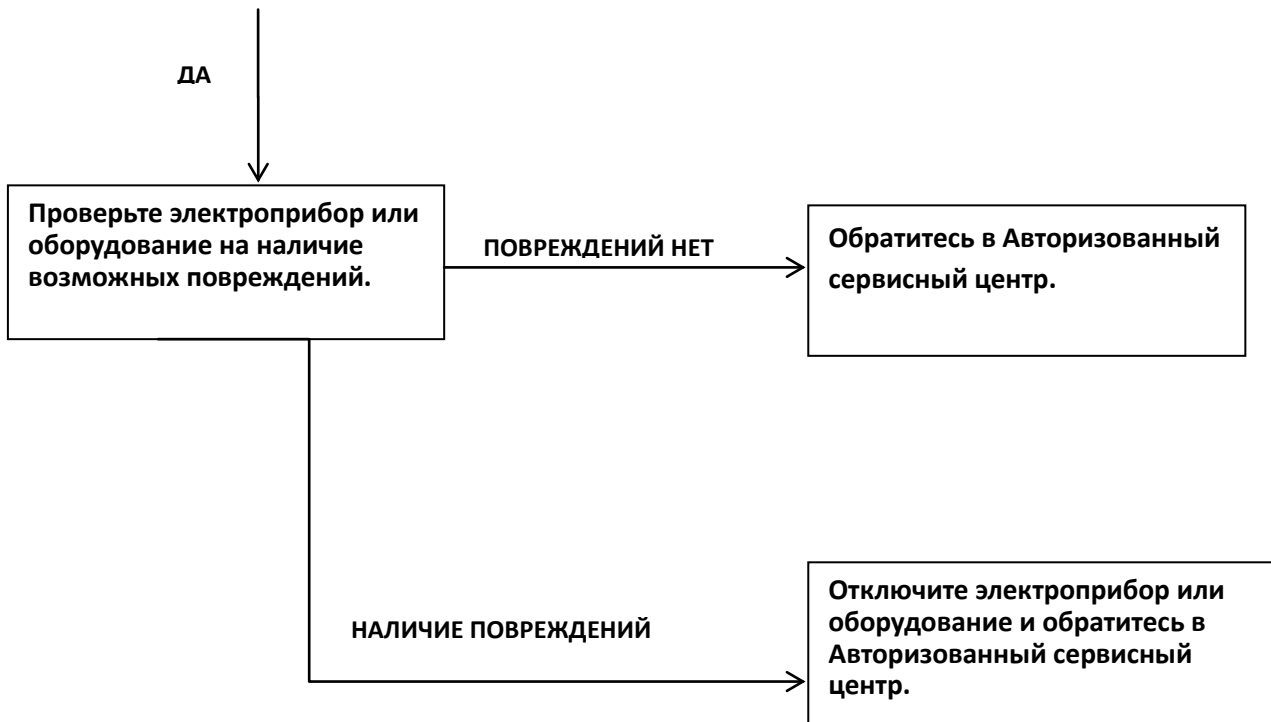 ДА
Проверьте электроприбор или
оборудование на наличие
возможных повреждений.
ПОВРЕЖДЕНИЙ НЕТ
Обратитесь в Авторизованный
сервисный центр.
НАЛИЧИЕ ПОВРЕЖДЕНИЙ
Отключите электроприбор или
оборудование и обратитесь в
Авторизованный сервисный
центр.